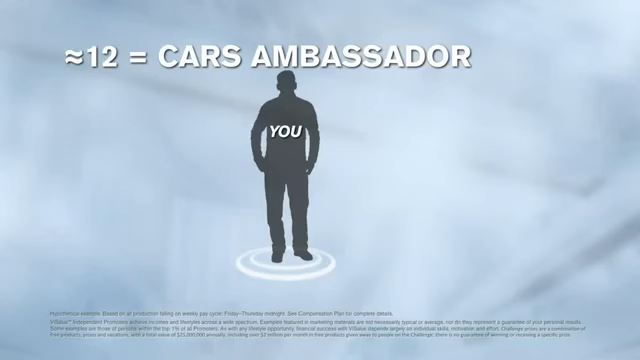 ≈12 = CARS AMBASSADOR
YOU
Hypothetical example. Based on all production falling on weekly pay cycle: Friday–Thursday midnight. See Compensation Plan for complete details.
ViSalus™ Independent Promoters achieve incomes and lifestyles across a wide spectrum. Examples featured in marketing materials are not necessarily typical or average, nor do they represent a guarantee of your personal results.
Some examples are those of persons within the top 1% of all Promoters. As with any lifestyle opportunity, financial success with ViSalus depends largely on individual skills, motivation and effort. Challenge prizes are a combination of
free products, prizes and vacations, with a total value of $25,000,000 annually, including over $2 million per month in free products given away to people on the Challenge; there is no guarantee of winning or receiving a specific prize.